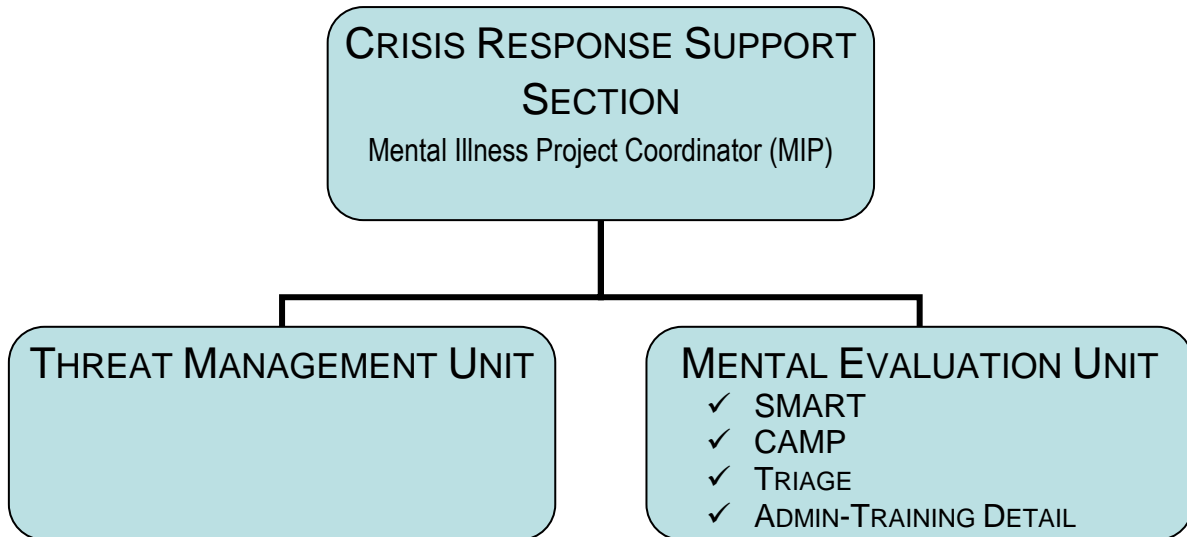 CRISIS RESPONSE SUPPORT
SECTION
Mental Illness Project Coordinator (MIP)
THREAT MANAGEMENT UNIT
MENTAL EVALUATION UNIT
✓ SMART
✓ CAMP
✓ TRIAGE
✓ ADMIN-TRAINING DETAIL